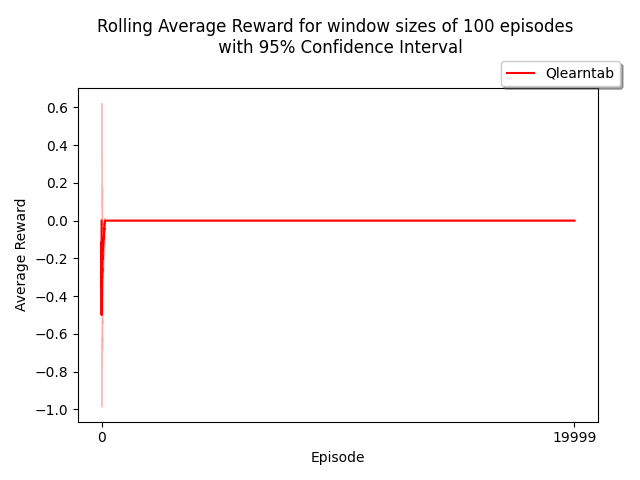 Rolling Average Reward for window sizes of 100 episodes
with 95% Confidence Interval
Qlearntab
0.6
0.4
0.2
0.0
−0.2
−0.4
−0.6
−0.8
−1.0
Average Reward
0
19999
Episode